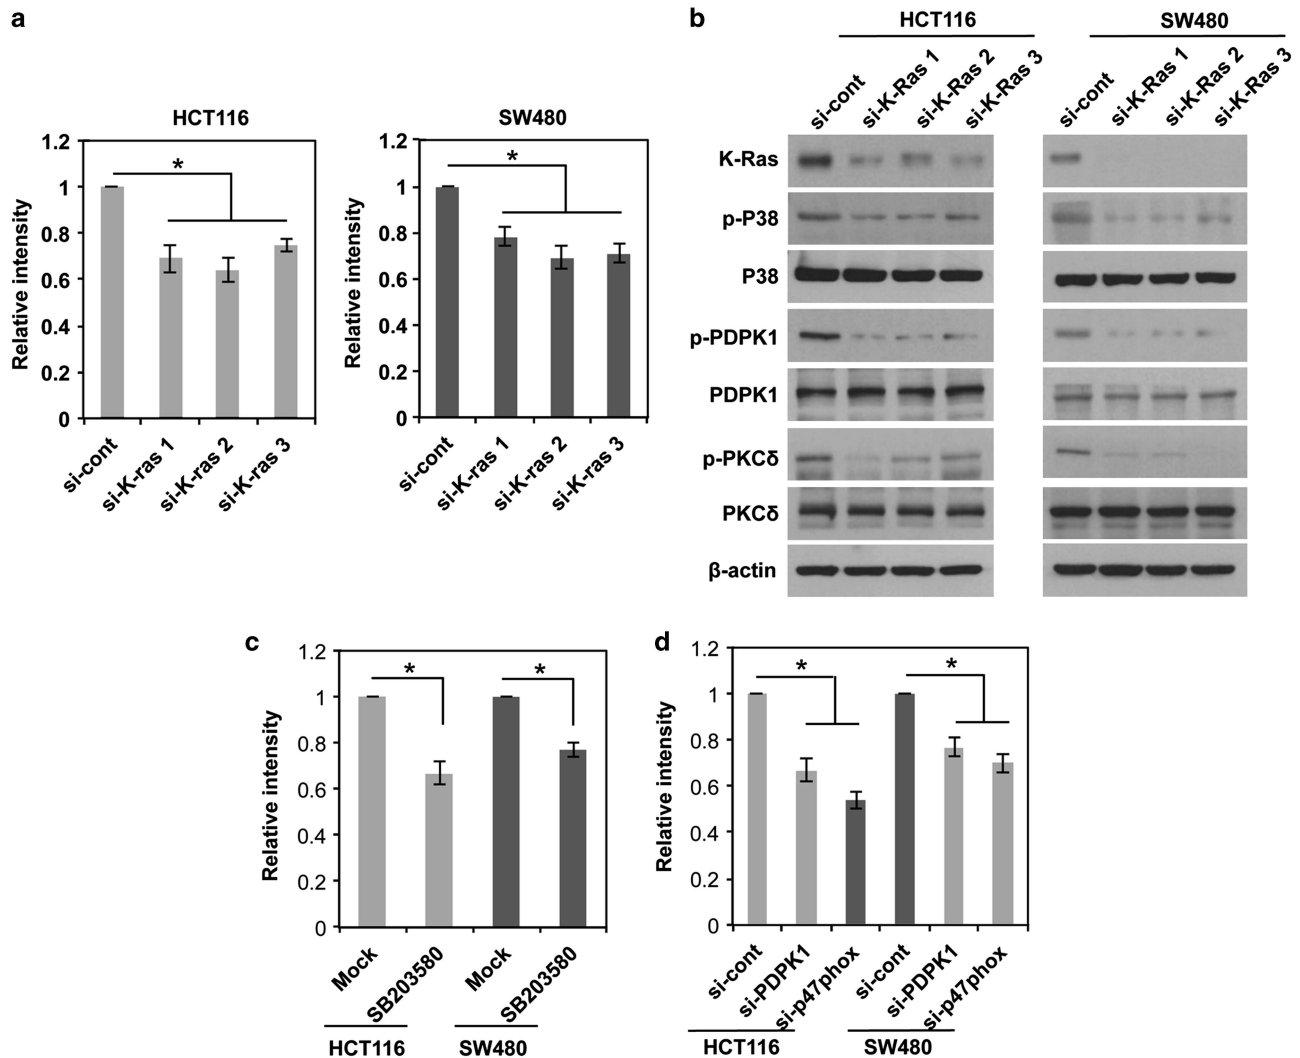 a
HCT116
Relative intensity
1.2
1
0.8
0.6
0.4
0.2
0
*
si-cont
si-K-ras 1
si-K-ras 2
si-K-ras 3
SW480
Relative intensity
1.2
1
0.8
0.6
0.4
0.2
0
*
si-cont
si-K-ras 1
si-K-ras 2
si-K-ras 3
b
HCT116
SW480
si-cont
si-K-Ras 1
si-K-Ras 2
si-K-Ras 3
si-cont
si-K-Ras 1
si-K-Ras 2
si-K-Ras 3
K-Ras
p-P38
P38
p-PDPK1
PDPK1
p-PKCδ
PKCδ
β-actin
c
Relative intensity
1.2
1
0.8
0.6
0.4
0.2
0
*
*
Mock
SB203580
Mock
SB203580
HCT116
SW480
d
Relative intensity
1.2
1
0.8
0.6
0.4
0.2
0
*
*
si-cont
si-PDPK1
si-p47phox
si-cont
si-PDPK1
si-p47phox
HCT116
SW480